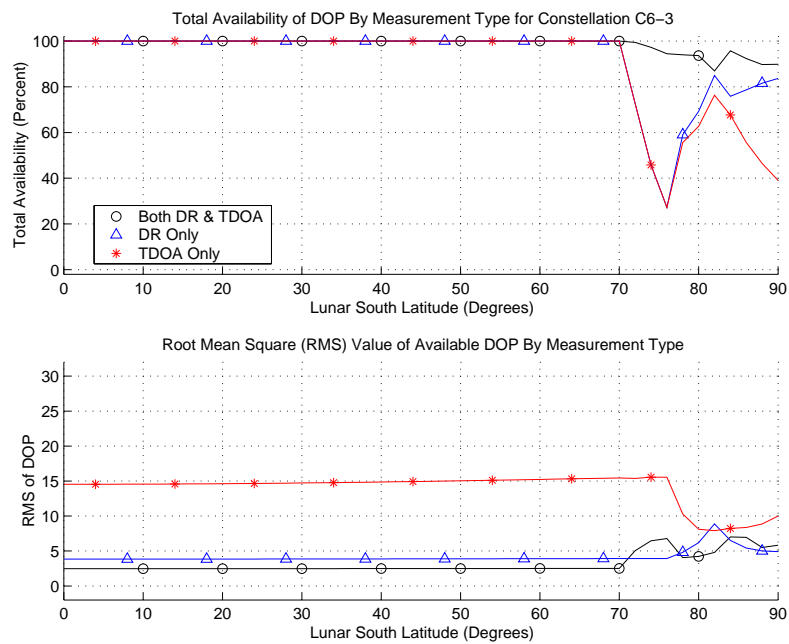 Total Availability of DOP By Measurement Type for Constellation C6−3
Total Availability (Percent)
100
80
60
40
20
0
Both DR & TDOA
DR Only
TDOA Only
0 10 20 30 40 50 60 70 80 90
Lunar South Latitude (Degrees)
Root Mean Square (RMS) Value of Available DOP By Measurement Type
RMS of DOP
30
25
20
15
10
5
0
0 10 20 30 40 50 60 70 80 90
Lunar South Latitude (Degrees)